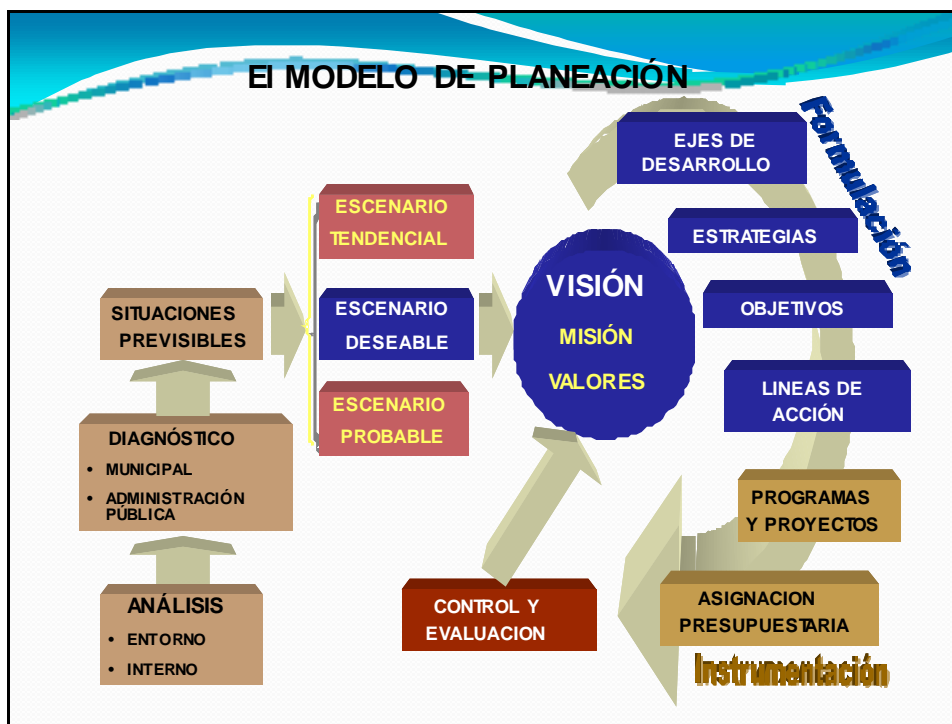 El MODELO DE PLANEACIÓN
ANÁLISIS
• ENTORNO
• INTERNO
DIAGNÓSTICO
• MUNICIPAL
• ADMINISTRACIÓN
PÚBLICA
SITUACIONES
PREVISIBLES
ESCENARIO
TENDENCIAL
ESCENARIO
DESEABLE
ESCENARIO
PROBABLE
VISIÓN
MISIÓN
VALORES
Formulación
EJES DE
DESARROLLO
ESTRATEGIAS
OBJETIVOS
LINEAS DE
ACCIÓN
PROGRAMAS
Y PROYECTOS
ASIGNACION
PRESUPUESTARIA
Instrumentación
CONTROL Y
EVALUACION